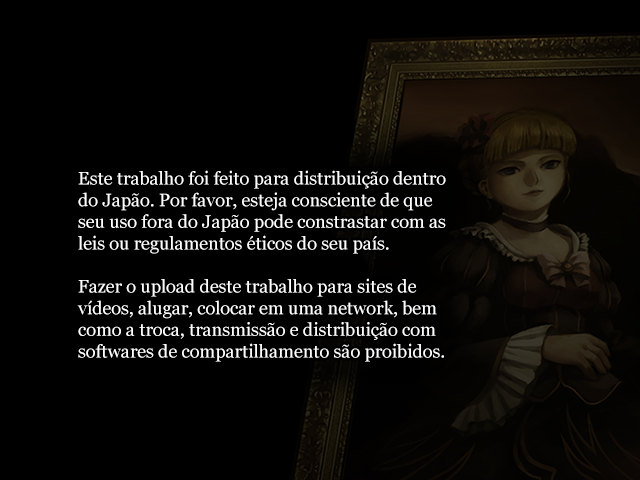 Este trabalho foi feito para distribuição dentro
do Japão. Por favor, esteja consciente de que
seu uso fora do Japão pode constrastar com as
leis ou regulamentos éticos do seu país.
Fazer o upload deste trabalho para sites de
vídeos, alugar, colocar em uma network, bem
como a troca, transmissão e distribuição com
softwares de compartilhamento são proibidos.